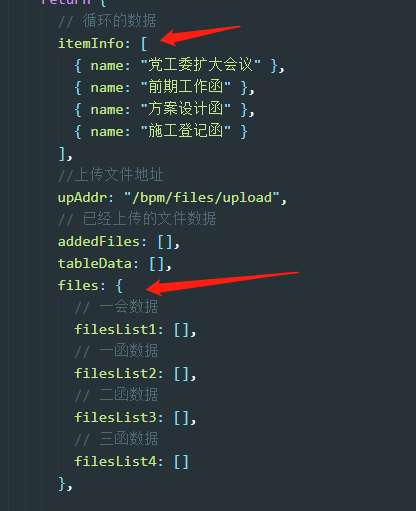 return {
// 循环的数据
itemInfo: [
{ name: "党工委扩大会议" },
{ name: "前期工作函" },
{ name: "方案设计函" },
{ name: "施工登记函" }
],
//上传文件地址
upAddr: "/bpm/files/upload",
// 已经上传的文件数据
addedFiles: [],
tableData: [],
files: {
// 一会数据
filesList1: [],
// 一函数据
filesList2: [],
// 二函数据
filesList3: [],
// 三函数据
filesList4: []
},